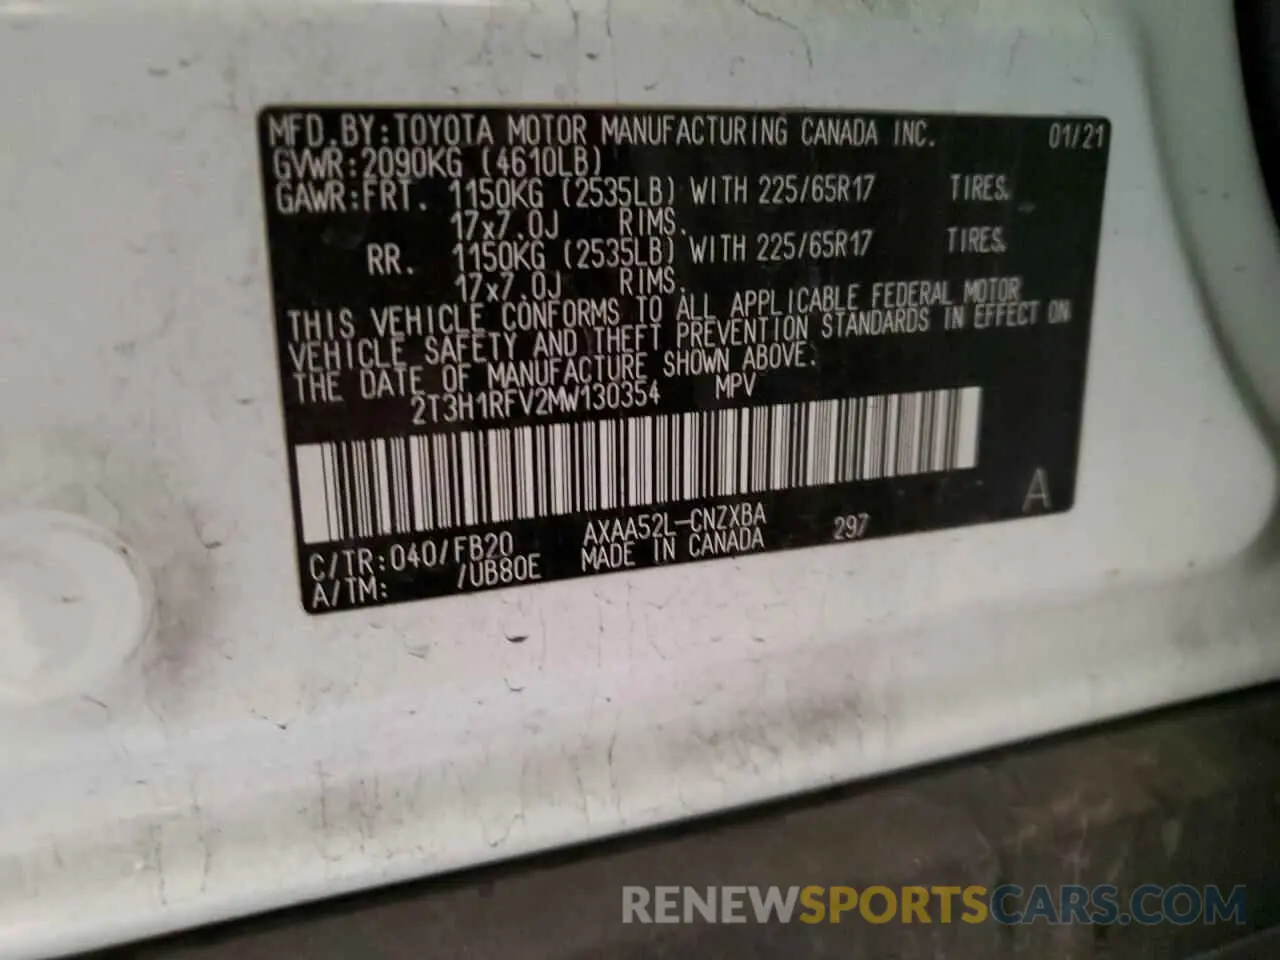 MFD.BY:TOYOTA MOTOR MANUFACTURING CANADA INC. 01/21
GVWR:2090KG (4610LB)
GAWR:FRT. 1150KG (2535LB) WITH 225/65R17 TIRES.
17x7.0J RIMS.
RR. 1150KG (2535LB) WITH 225/65R17 TIRES.
17x7.0J RIMS.
THIS VEHICLE CONFORMS TO ALL APPLICABLE FEDERAL MOTOR
VEHICLE SAFETY AND THEFT PREVENTION STANDARDS IN EFFECT ON
THE DATE OF MANUFACTURE SHOWN ABOVE.
2T3H1RFV2MW130354 MPV
A
C/TR:040/FB20 AXAA52L-CNZXBA 297
A/TM: /UB80E MADE IN CANADA
RENEWSPORTSCARS.COM